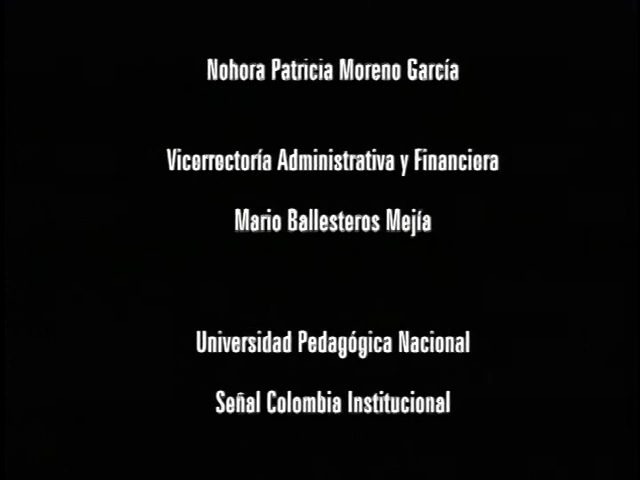 Nohora Patricia Moreno García
Vicerrectoría Administrativa y Financiera
Mario Ballesteros Mejía
Universidad Pedagógica Nacional
Señal Colombia Institucional